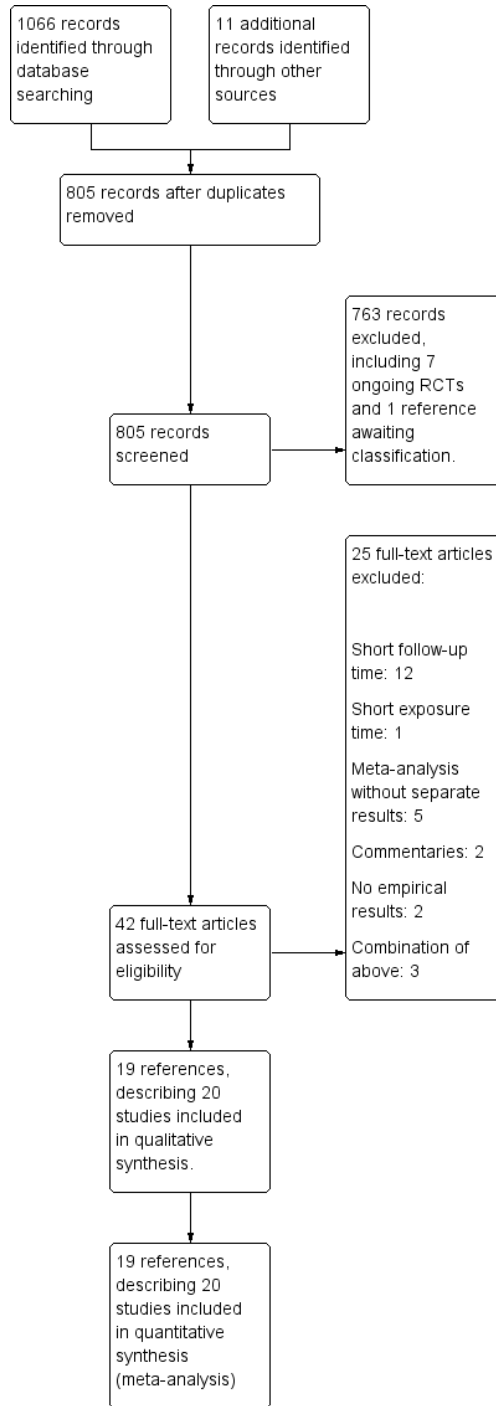 1066 records
identified through
database
searching
11 additional
records identified
through other
sources
805 records after duplicates
removed
805 records
screened
763 records
excluded,
including 7
ongoing RCTs
and 1 reference
awaiting
classification.
42 full-text articles
assessed for
eligibility
25 full-text articles
excluded:
Short follow-up
time: 12
Short exposure
time: 1
Meta-analysis
without separate
results: 5
Commentaries: 2
No empirical
results: 2
Combination of
above: 3
19 references,
describing 20
studies included
in qualitative
synthesis.
19 references,
describing 20
studies included
in quantitative
synthesis
(meta-analysis)